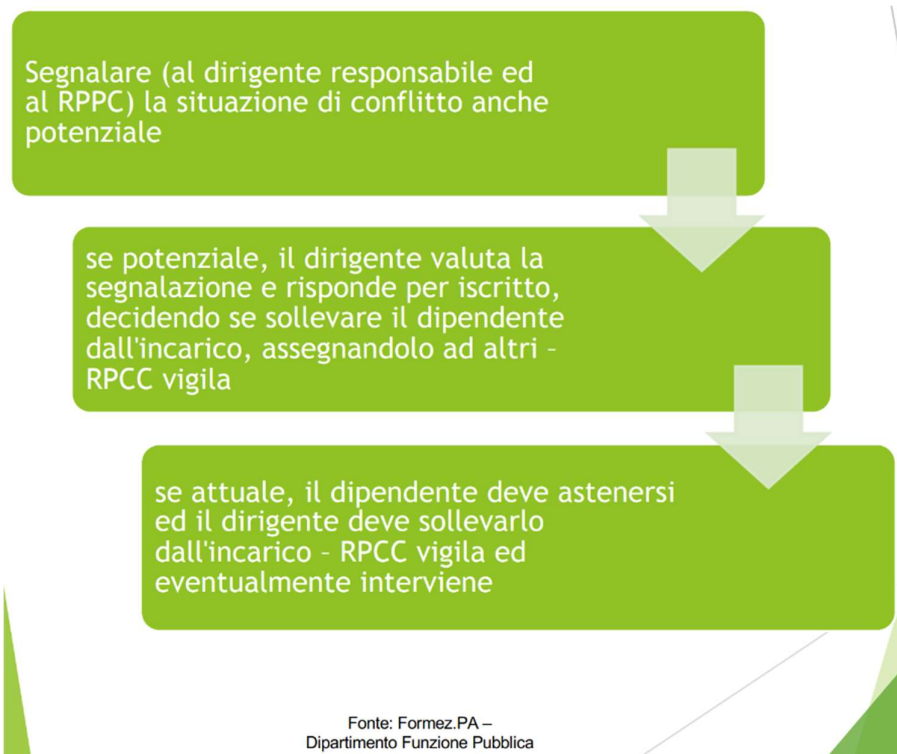 Segnalare (al dirigente responsabile ed
al RPPC) la situazione di conflitto anche
potenziale
se potenziale, il dirigente valuta la
segnalazione e risponde per iscritto,
decidendo se sollevare il dipendente
dall'incarico, assegnandolo ad altri –
RPCC vigila
se attuale, il dipendente deve astenersi
ed il dirigente deve sollevarlo
dall'incarico – RPCC vigila ed
eventualmente interviene
Fonte: Formez.PA –
Dipartimento Funzione Pubblica